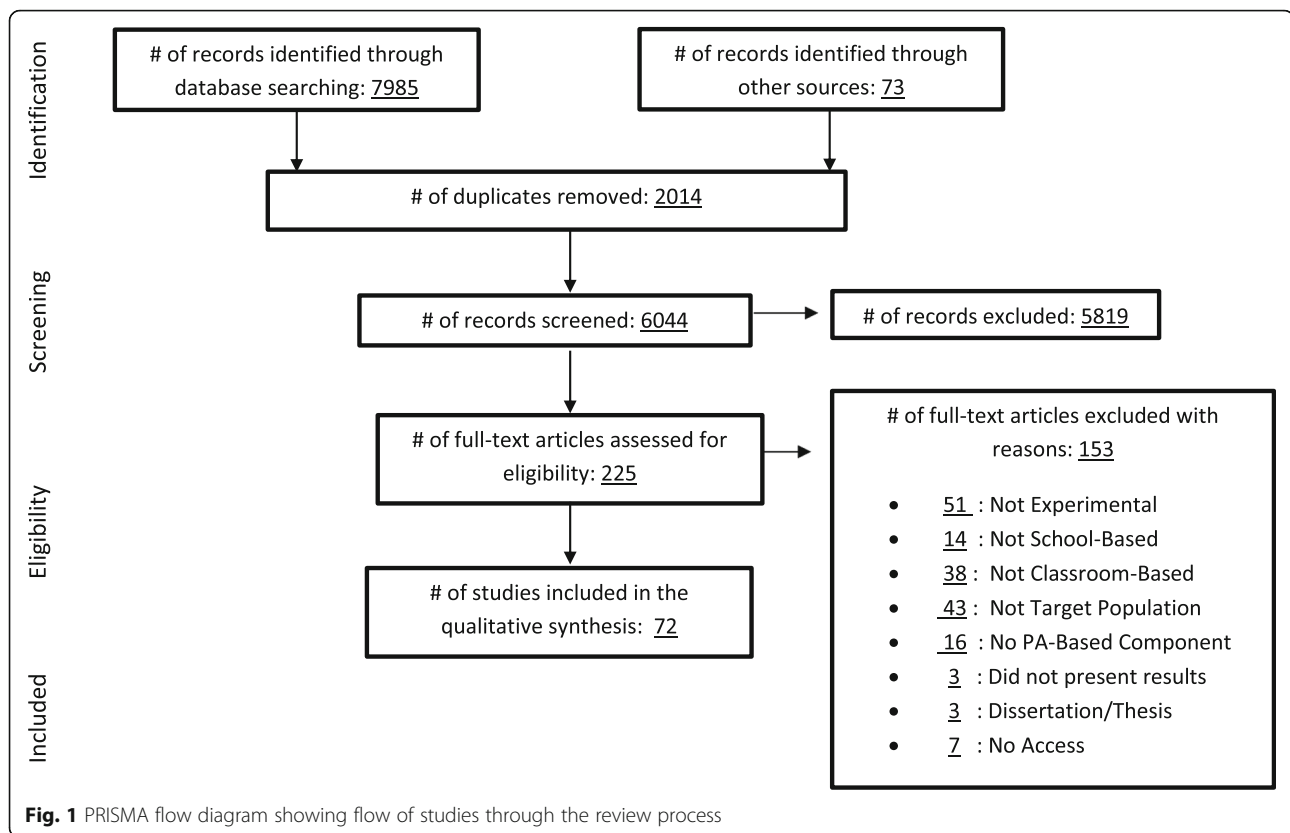 Identification
# of records identified through
database searching: 7985
# of records identified through
other sources: 73
# of duplicates removed: 2014
Screening
# of records screened: 6044
# of records excluded: 5819
Eligibility
# of full-text articles assessed for
eligibility: 225
# of full-text articles excluded with
reasons: 153
• 51 : Not Experimental
• 14 : Not School-Based
• 38 : Not Classroom-Based
• 43 : Not Target Population
• 16 : No PA-Based Component
• 3 : Did not present results
• 3 : Dissertation/Thesis
• 7 : No Access
Included
# of studies included in the
qualitative synthesis: 72
Fig. 1 PRISMA flow diagram showing flow of studies through the review process